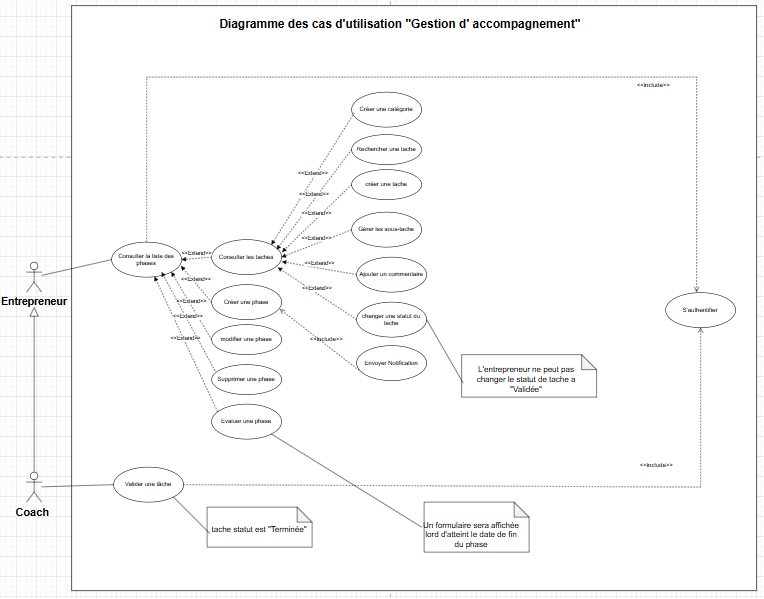 Diagramme des cas d'utilisation "Gestion d' accompagnement"
<<Include>>
Créer une catégorie
Rechercher une tache
<<Extend>>
créer une tache
<<Extend>>
<<Extend>>
Gérer les sous-tache
<<Extend>>
Consulter la liste des
phases
<<Extend>>
Consulter les taches
<<Extend>>
Ajouter un commentaire
<<Extend>>
<<Extend>>
Entrepreneur
<<Extend>>
Créer une phase
S'authentifier
<<Extend>>
changer une statut du
tache
<<Extend>>
modifier une phase
<<Include>>
Envoyer Notification
Supprimer une phase
L'entrepreneur ne peut pas
changer le statut de tache a
"Validée"
Evaluer une phase
<<Include>>
Valider une tâche
Coach
tache statut est "Terminée"
Un formulaire sera affichée
lord d'atteint le date de fin
du phase